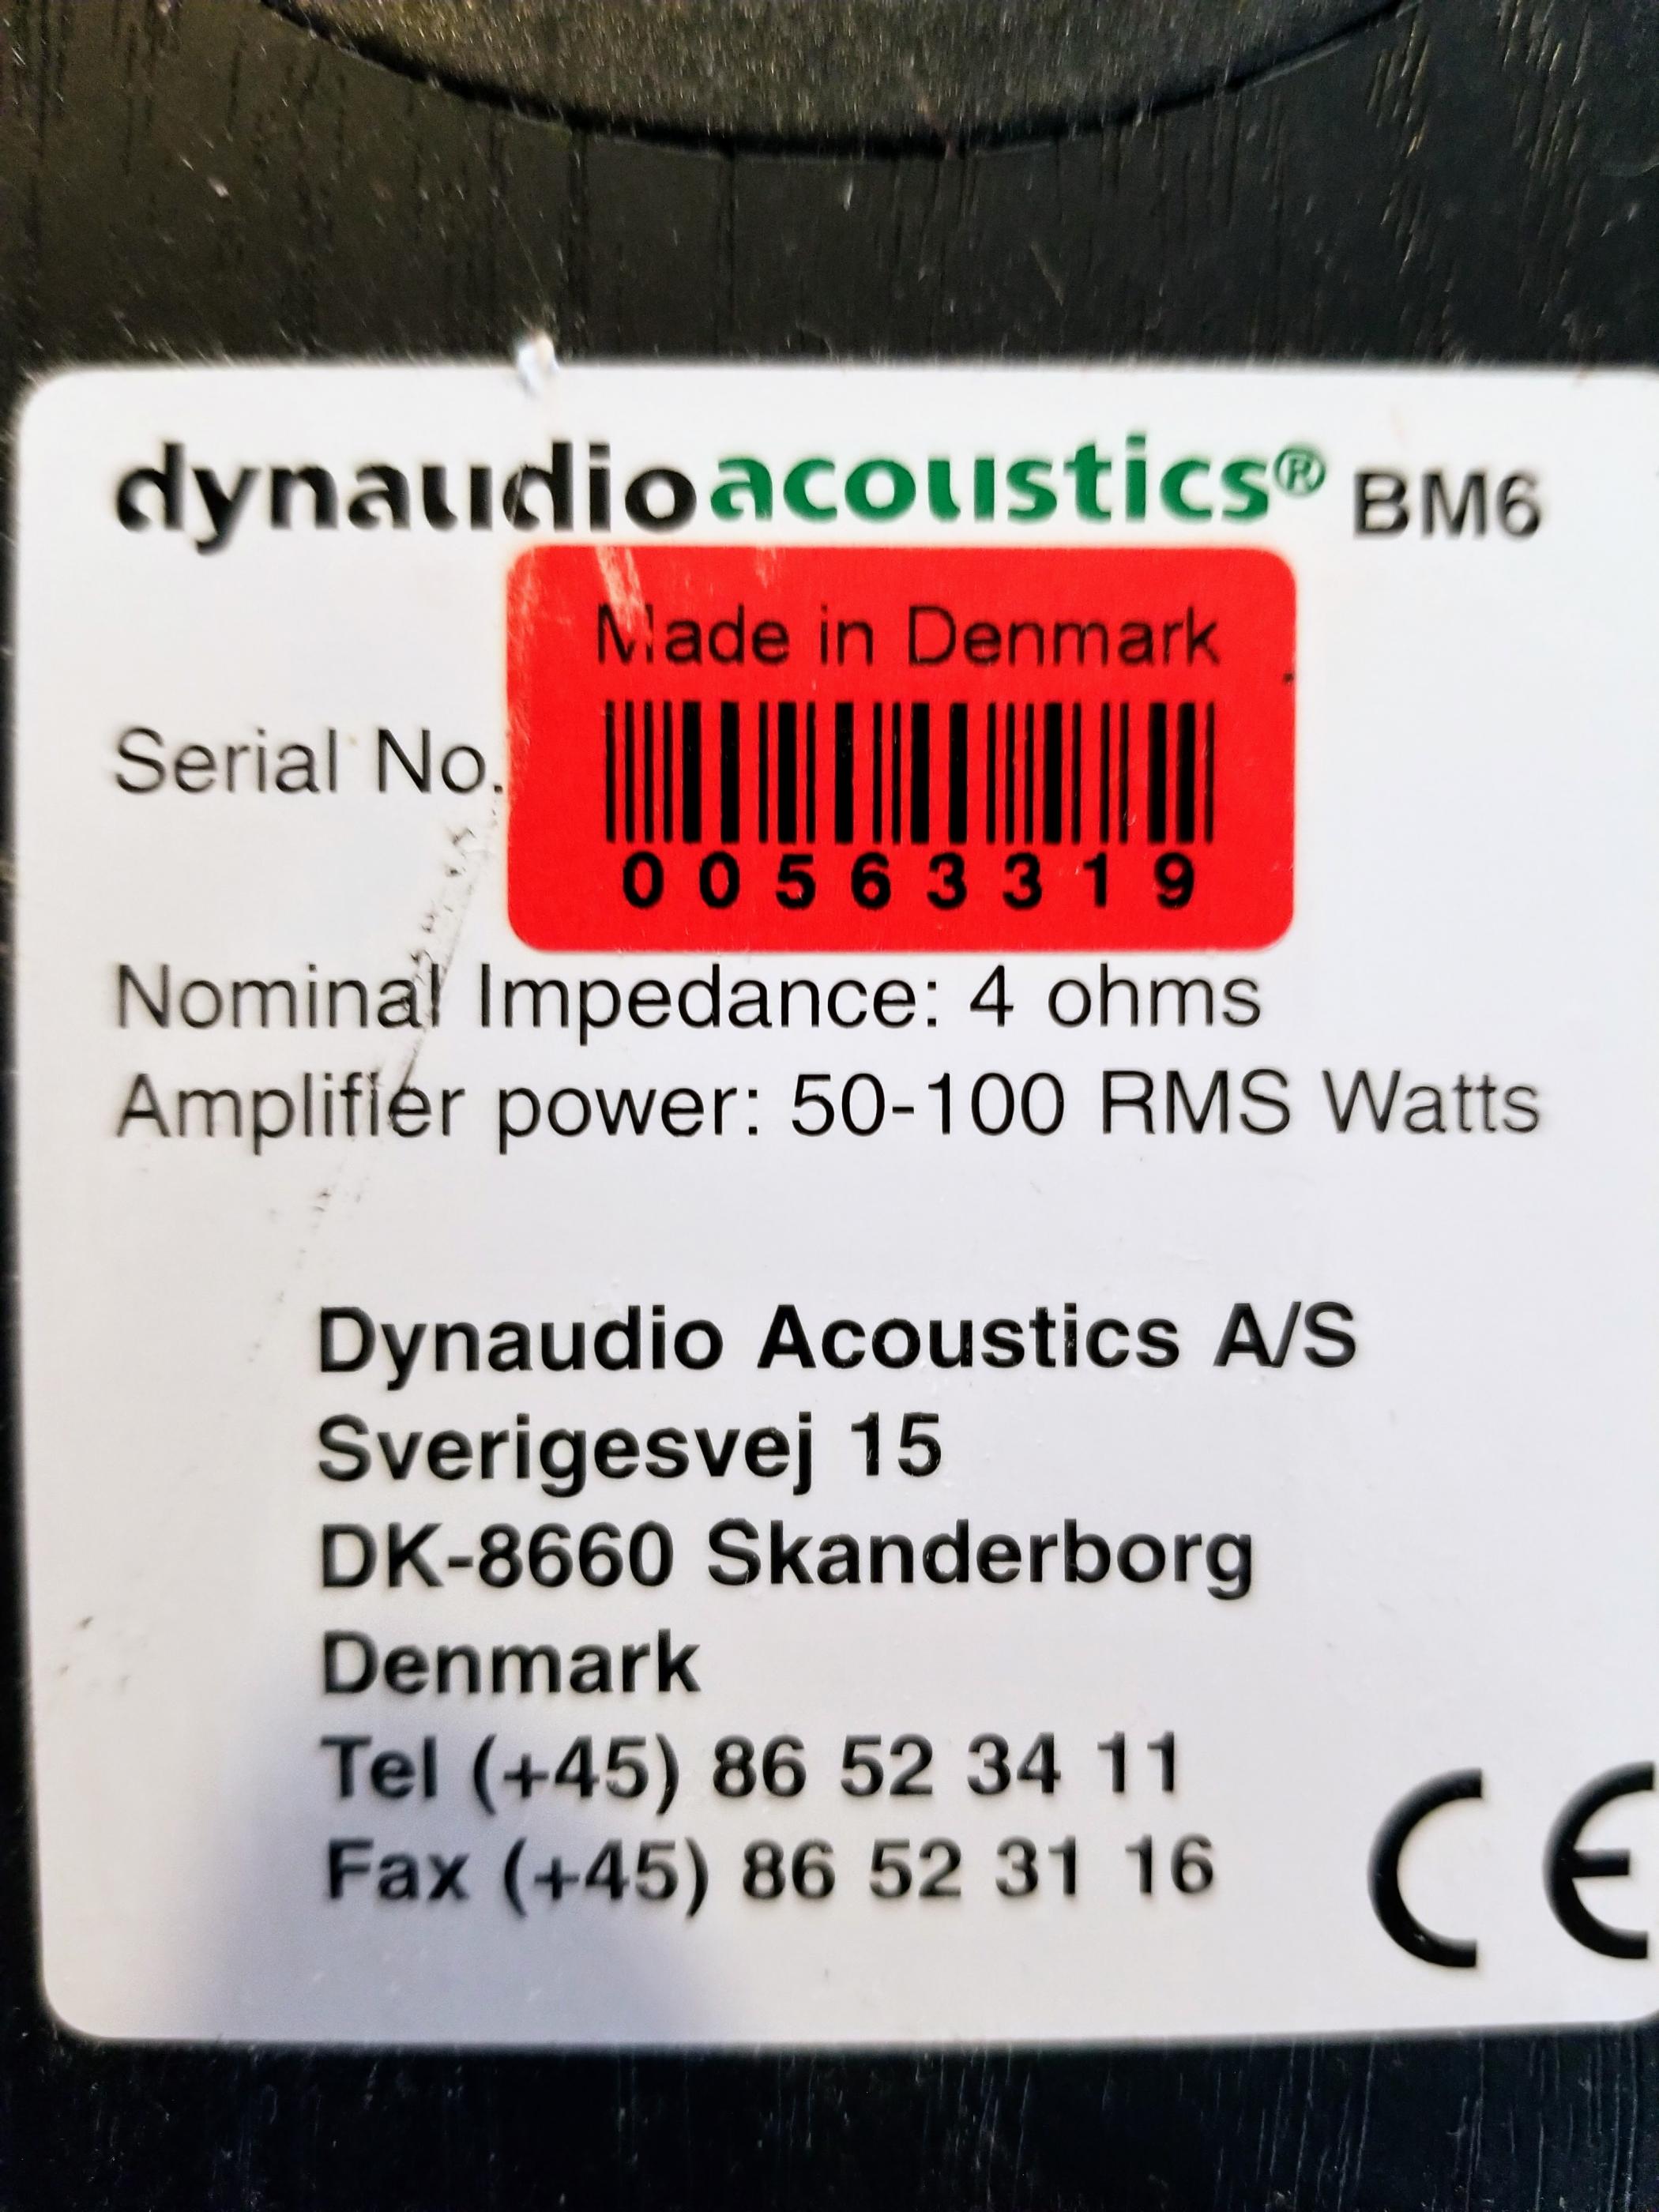 dynaudioacoustics® BM6
Made in Denmark
Serial No.
00563319
Nominal Impedance: 4 ohms
Amplifier power: 50-100 RMS Watts
Dynaudio Acoustics A/S
Sverigesvej 15
DK-8660 Skanderborg
Denmark
Tel (+45) 86 52 34 11
Fax (+45) 86 52 31 16
CE